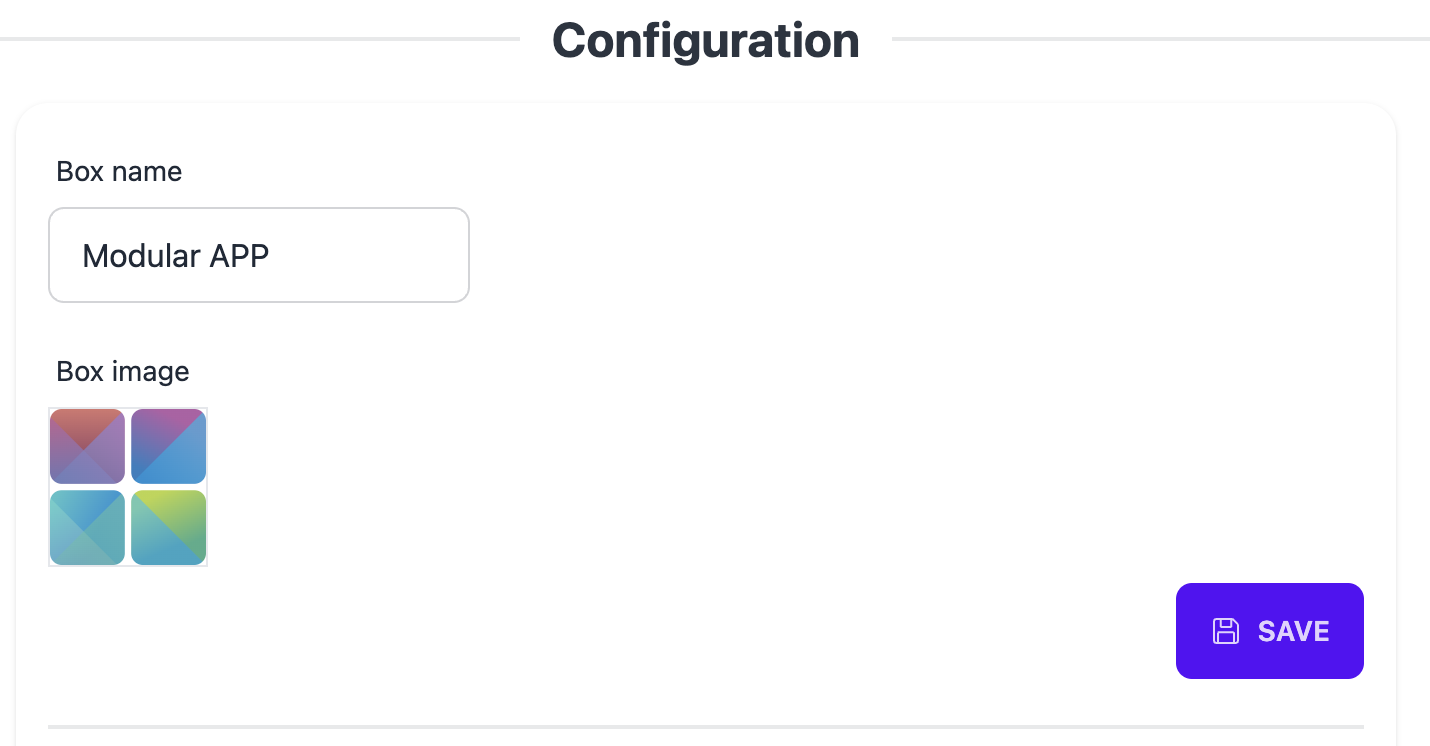 Configuration
Box name
Modular APP
Box image
SAVE